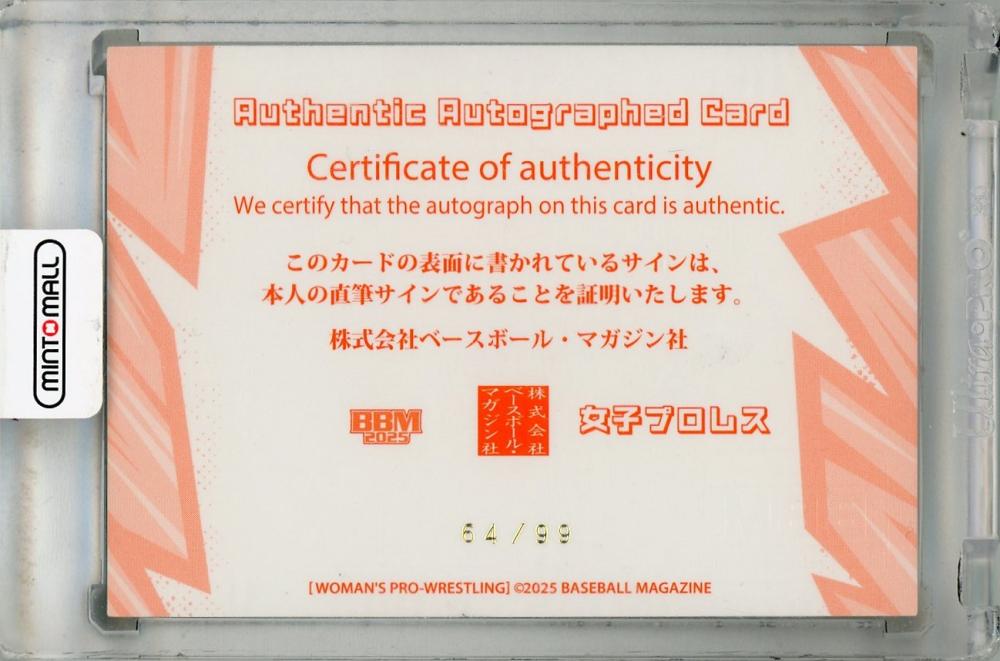 Authentic Autographed Card
Certificate of authenticity
We certify that the autograph on this card is authentic.
このカードの表面に書かれているサインは、
本人の直筆サインであることを証明いたします。
株式会社ベースボール・マガジン社
MINTOMALL
BBM
2025
株式会社
ベースボール・
マガジン社
女子プロレス
64/99
[WOMAN'S PRO-WRESTLING] ©2025 BASEBALL MAGAZINE